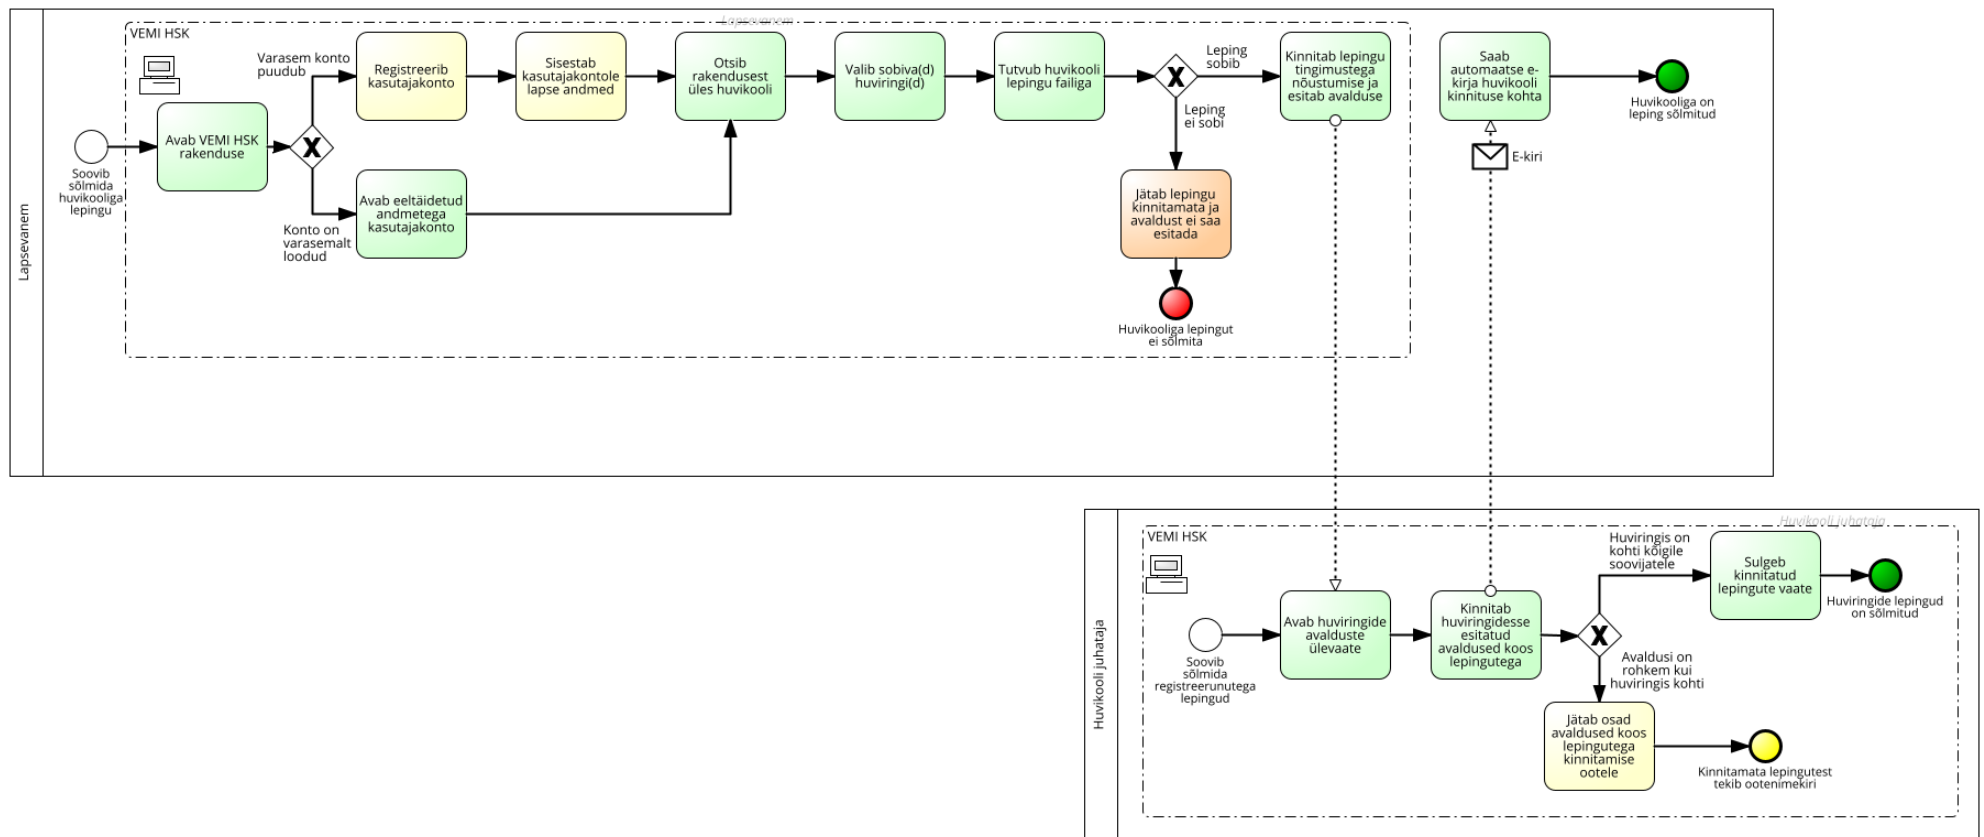 Lapsevanem
Lapsevanem
VEMI HSK
Soovib
sõlmida
huvikooliga
lepingu
Avab VEMI HSK
rakenduse
Varasem konto
puudub
Konto on
varasemalt
loodud
Registreerib
kasutajakonto
Sisestab
kasutajakontole
lapse andmed
Avab eeltäidetud
andmetega
kasutajakonto
Otsib
rakendusest
üles huvikooli
Valib sobiva(d)
huviringi(d)
Tutvub huvikooli
lepingu failiga
Leping
sobib
Leping
ei sobi
Jätab lepingu
kinnitamata ja
avaldust ei saa
esitada
Huvikooliga lepingut
ei sõlmita
Kinnitab lepingu
tingimustega
nõustumise ja
esitab avalduse
Saab
automaatse e-
kirja huvikooli
kinnituse kohta
E-kiri
Huvikooliga on
leping sõlmitud
Huvikooli juhataja
Huvikooli juhataja
VEMI HSK
Soovib
sõlmida
registreerunutega
lepingud
Avab huviringide
avalduste
ülevaate
Kinnitab
huviringidesse
esitatud
avaldused koos
lepingutega
Huviringis on
kohti kõigile
soovijatele
Sulgeb
kinnitatud
lepingute vaate
Huviringide lepingud
on sõlmitud
Avaldusi on
rohkem kui
huviringis kohti
Jätab osad
avaldused koos
lepingutega
kinnitamise
ootele
Kinnitamata lepingutest
tekib ootenimekiri